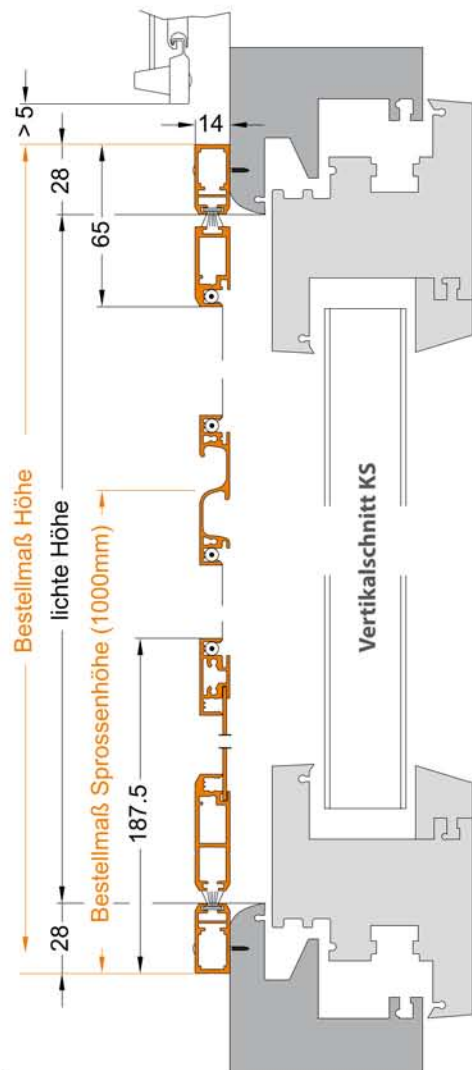 > 5
14
28
65
Bestellmaß Höhe
lichte Höhe
Bestellmaß Sprossenhöhe (1000mm)
Vertikalschnitt KS
187.5
28